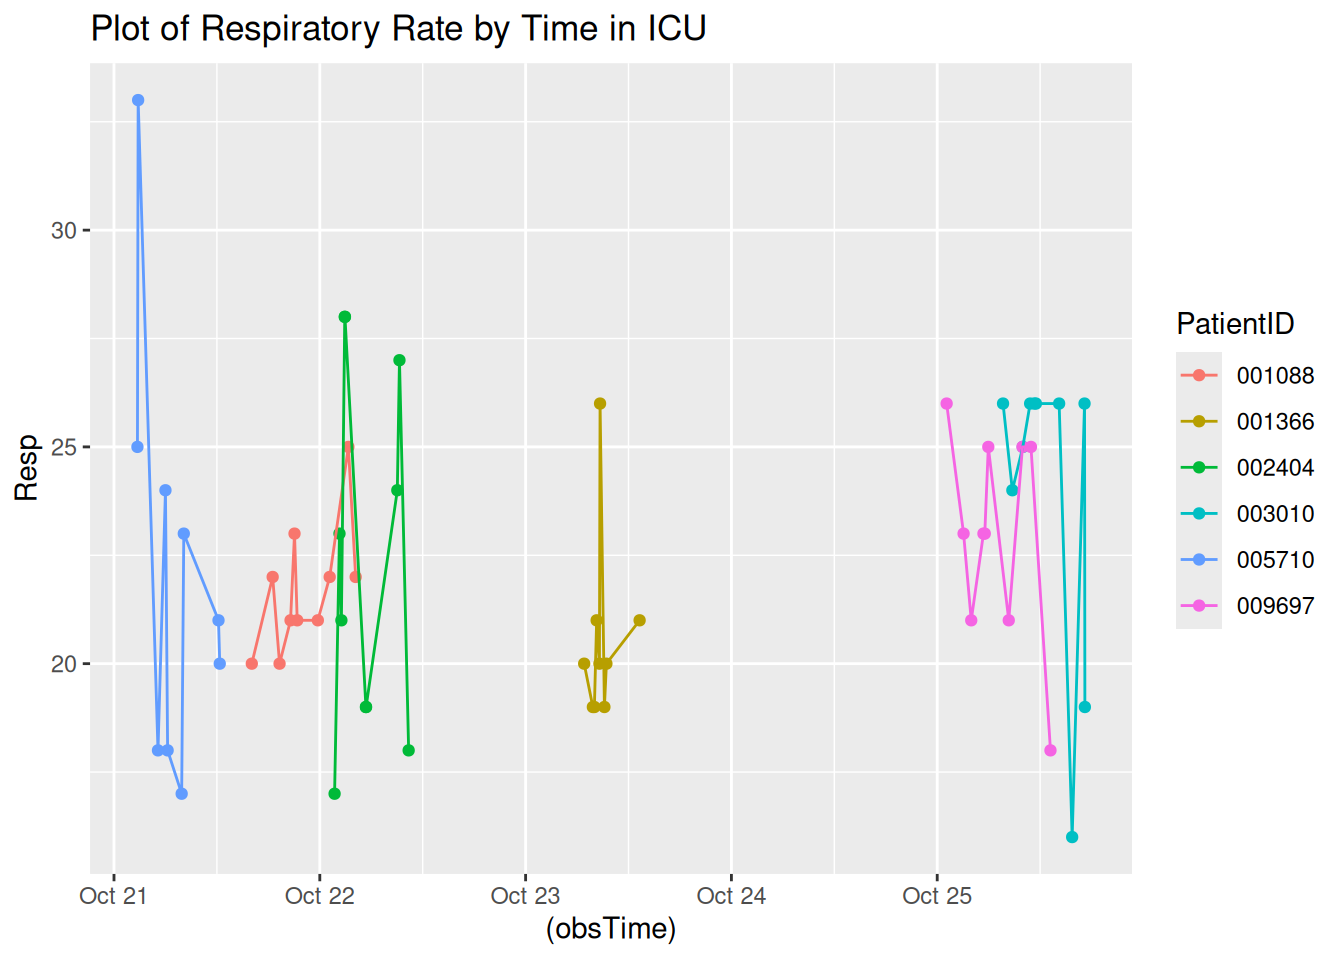 Plot of Respiratory Rate by Time in ICU
Resp
30
25
20
Oct 21
Oct 22
Oct 23
Oct 24
Oct 25
(obsTime)
PatientID
001088
001366
002404
003010
005710
009697